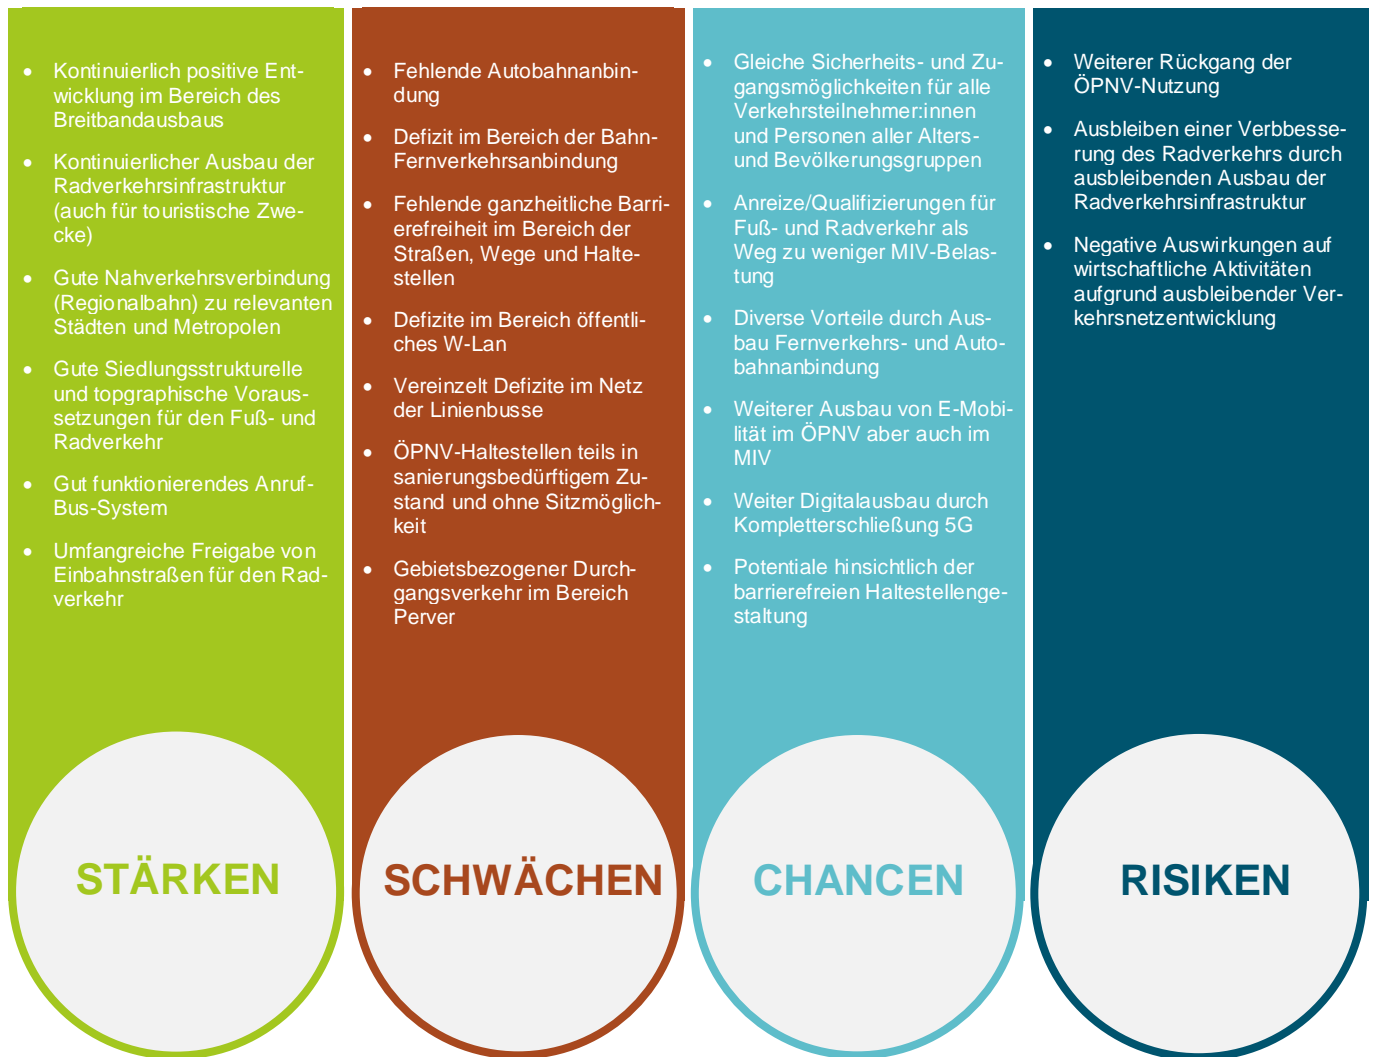 Kontinuierlich positive Ent-
wicklung im Bereich des
Breitbandausbaus
Kontinuierlicher Ausbau der
Radverkehrsinfrastruktur
(auch für touristische Zwe-
cke)
Gute Nahverkehrsverbindung
(Regionalbahn) zu relevanten
Städten und Metropolen
Gute Siedlungsstrukturelle
und topgraphische Voraus-
setzungen für den Fuß- und
Radverkehr
Gut funktionierendes Anruf-
Bus-System
Umfangreiche Freigabe von
Einbahnstraßen für den Rad-
verkehr
STÄRKEN
Fehlende Autobahnanbin-
dung
Defizit im Bereich der Bahn-
Fernverkehrsanbindung
Fehlende ganzheitliche Barri-
erefreiheit im Bereich der
Straßen, Wege und Halte-
stellen
Defizite im Bereich öffentli-
ches W-Lan
Vereinzelt Defizite im Netz
der Linienbusse
ÖPNV-Haltestellen teils in
sanierungsbedürftigem Zu-
stand und ohne Sitzmöglich-
keit
Gebietsbezogener Durch-
gangsverkehr im Bereich
Perver
SCHWÄCHEN
Gleiche Sicherheits- und Zu-
gangsmöglichkeiten für alle
Verkehrsteilnehmer:innen
und Personen aller Alters-
und Bevölkerungsgruppen
Anreize/Qualifizierungen für
Fuß- und Radverkehr als
Weg zu weniger MIV-Belas-
tung
Diverse Vorteile durch Aus-
bau Fernverkehrs- und Auto-
bahnanbindung
Weiterer Ausbau von E-Mobi-
lität im ÖPNV aber auch im
MIV
Weiter Digitalausbau durch
Kompletterschließung 5G
Potentiale hinsichtlich der
barrierefreien Haltestellenge-
staltung
CHANCEN
Weiterer Rückgang der
ÖPNV-Nutzung
Ausbleiben einer Verbbesse-
rung des Radverkehrs durch
ausbleibenden Ausbau der
Radverkehrsinfrastruktur
Negative Auswirkungen auf
wirtschaftliche Aktivitäten
aufgrund ausbleibender Ver-
kehrsnetzentwicklung
RISIKEN